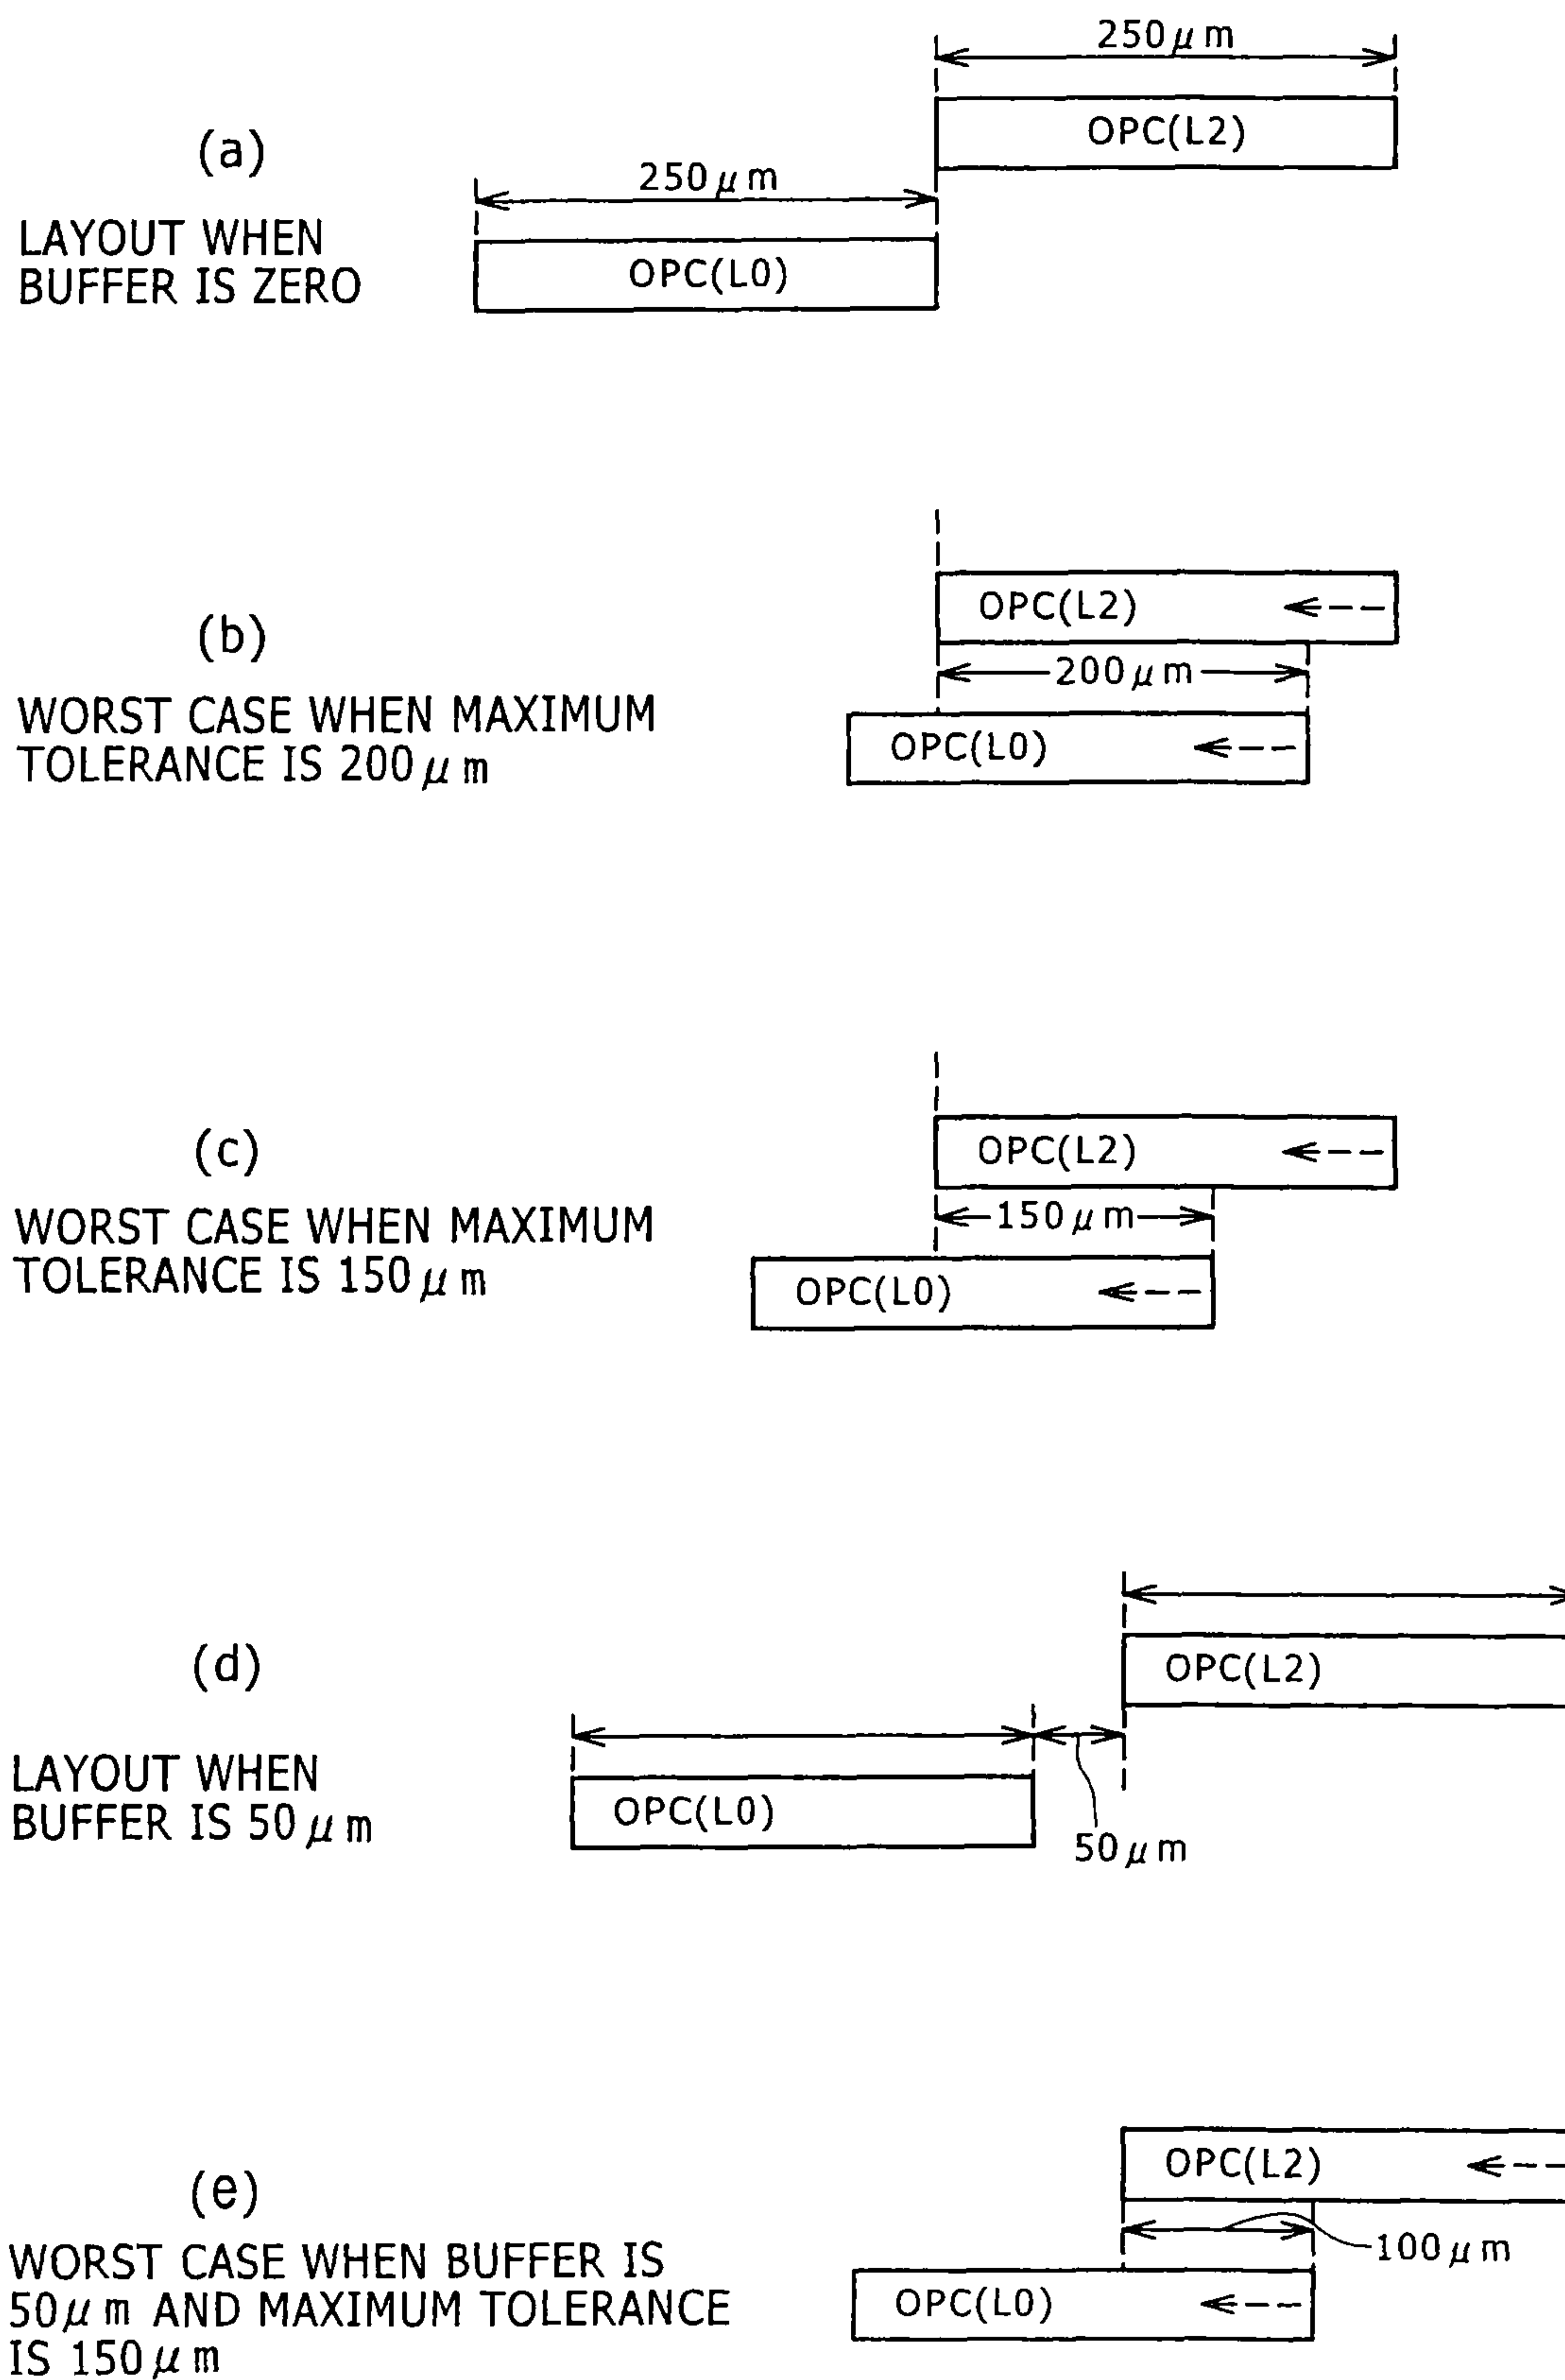 250μm
(a)
OPC(L2)
250μm
LAYOUT WHEN
BUFFER IS ZERO
OPC(L0)
(b)
OPC(L2)
200μm
WORST CASE WHEN MAXIMUM
TOLERANCE IS 200μm
OPC(L0)
(c)
OPC(L2)
150μm
WORST CASE WHEN MAXIMUM
TOLERANCE IS 150μm
OPC(L0)
(d)
OPC(L2)
LAYOUT WHEN
BUFFER IS 50μm
OPC(L0)
50μm
(e)
OPC(L2)
100μm
WORST CASE WHEN BUFFER IS
50μm AND MAXIMUM TOLERANCE
IS 150μm
OPC(L0)